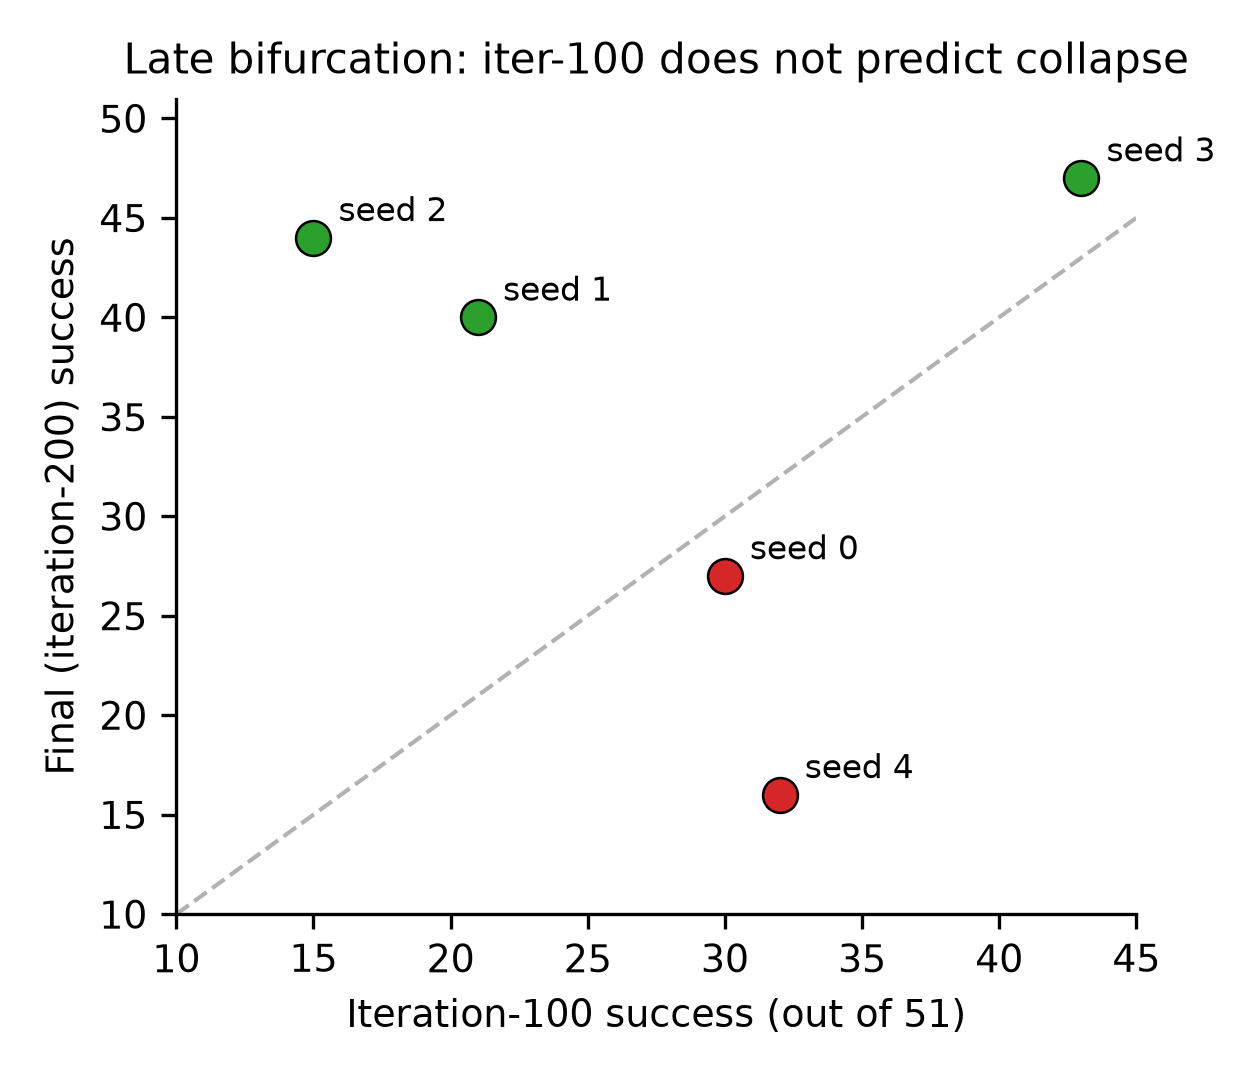 Late bifurcation: iter-100 does not predict collapse
50
45
40
35
30
25
20
15
10
Final (iteration-200) success
seed 3
seed 2
seed 1
seed 0
seed 4
10 15 20 25 30 35 40 45
Iteration-100 success (out of 51)